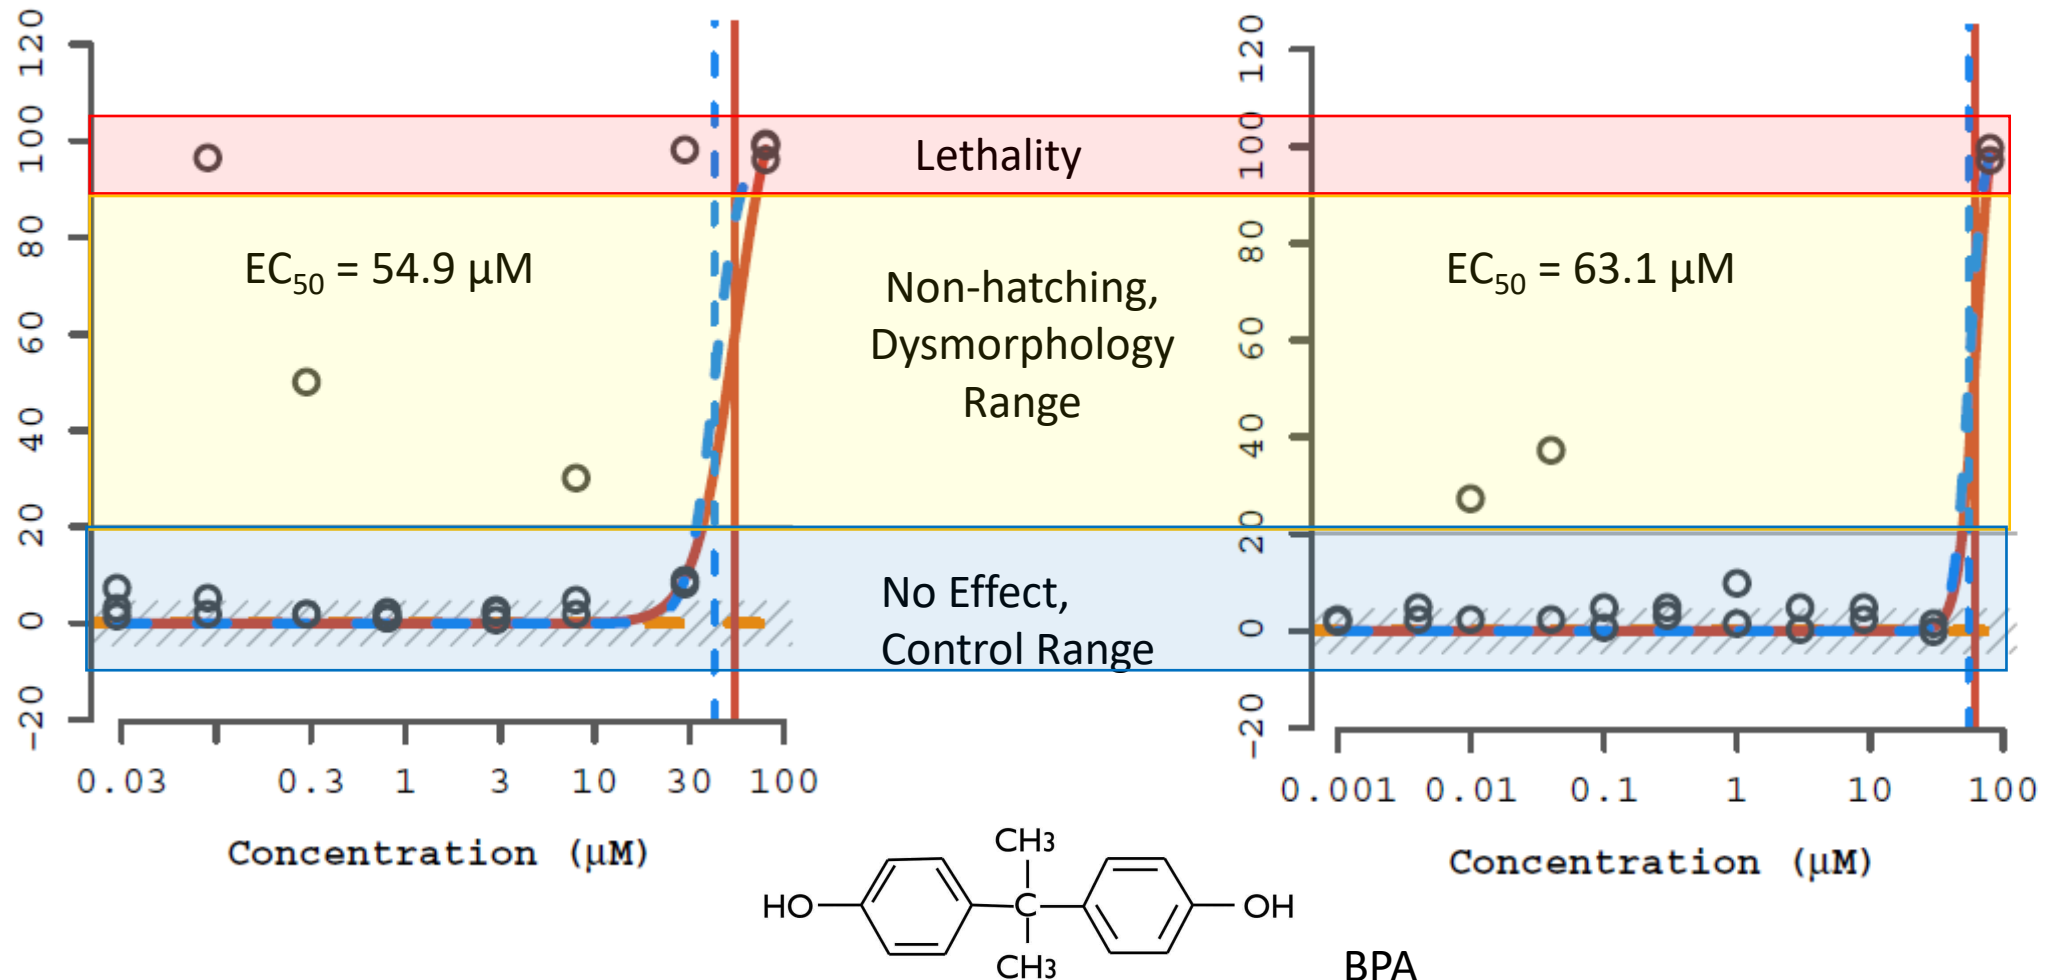 120
100
80
60
40
20
0
-20
EC50 = 54.9 µM
0.03 0.3 1 3 10 30 100
Concentration (µM)
Lethality
Non-hatching,
Dysmorphology
Range
No Effect,
Control Range
120
100
80
60
40
20
0
-20
EC50 = 63.1 µM
0.001 0.01 0.1 1 10 100
Concentration (µM)
CH3
HO C OH
CH3
BPA